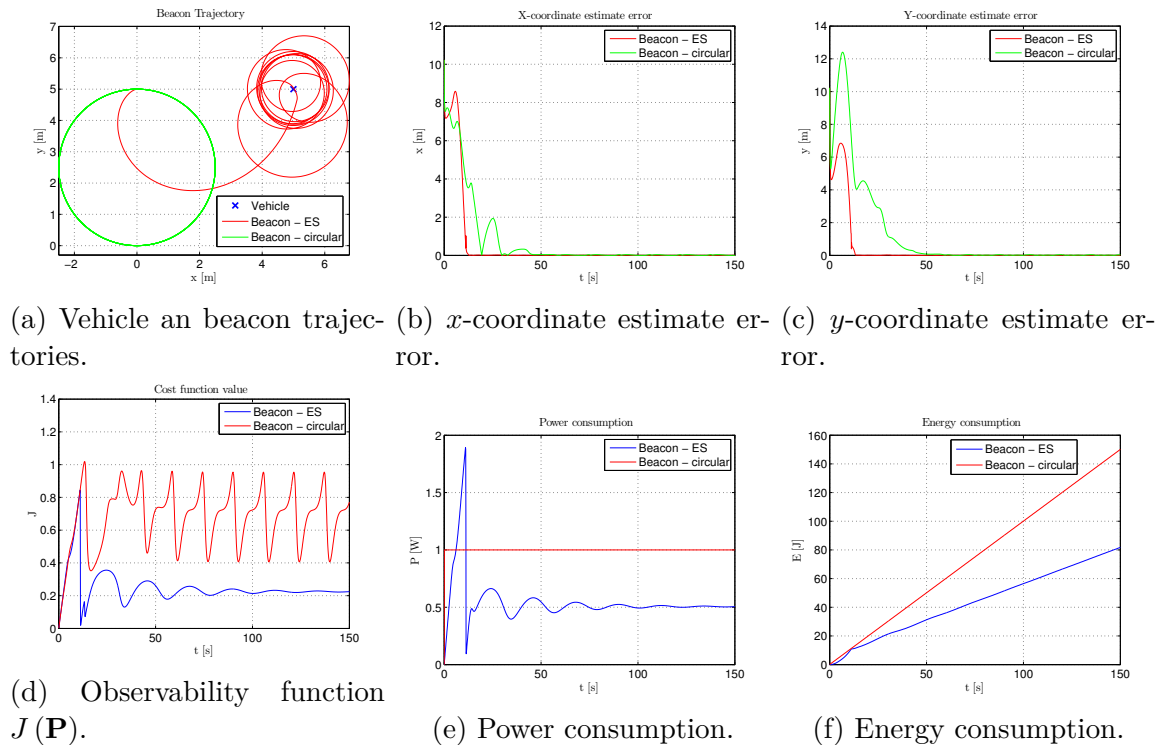 Beacon Trajectory
7
6
5
4
3
2
1
0
y [m]
−2
0
2
4
6
x [m]
Vehicle
Beacon − ES
Beacon − circular
X-coordinate estimate error
12
10
8
6
4
2
0
x [m]
0
50
100
150
t [s]
Beacon − ES
Beacon − circular
Y-coordinate estimate error
14
12
10
8
6
4
2
0
y [m]
0
50
100
150
t [s]
Beacon − ES
Beacon − circular
(a) Vehicle an beacon trajec-
tories.
(b) x-coordinate estimate er-
ror.
(c) y-coordinate estimate er-
ror.
Cost function value
1.4
1.2
1
0.8
0.6
0.4
0.2
0
J
0
50
100
150
t [s]
Beacon − ES
Beacon − circular
Power consumption
2
1.5
1
0.5
0
P [W]
0
50
100
150
t [s]
Beacon − ES
Beacon − circular
Energy consumption
160
140
120
100
80
60
40
20
0
E [J]
0
50
100
150
t [s]
Beacon − ES
Beacon − circular
(d) Observability function
J (P).
(e) Power consumption.
(f) Energy consumption.